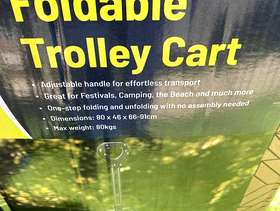 Foldable
Trolley Cart
• Adjustable handle for effortless transport
• Great for Festivals, Camping, the Beach and much more
• One-step folding and unfolding with no assembly needed
• Dimensions: 80 x 46 x 66-91cm
• Max weight: 80kgs